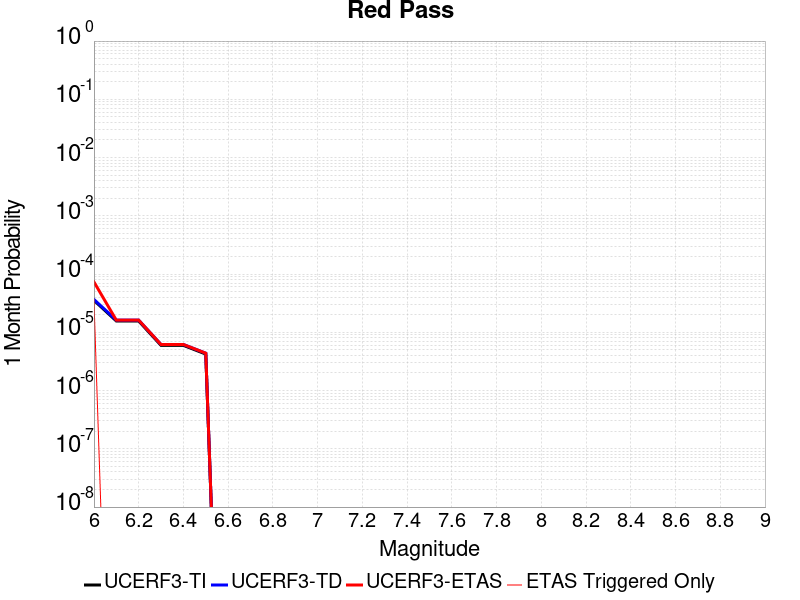 Red Pass
1 Month Probability
10^0
10^-1
10^-2
10^-3
10^-4
10^-5
10^-6
10^-7
10^-8
6 6.2 6.4 6.6 6.8 7 7.2 7.4 7.6 7.8 8 8.2 8.4 8.6 8.8 9
Magnitude
UCERF3-TI UCERF3-TD UCERF3-ETAS ETAS Triggered Only